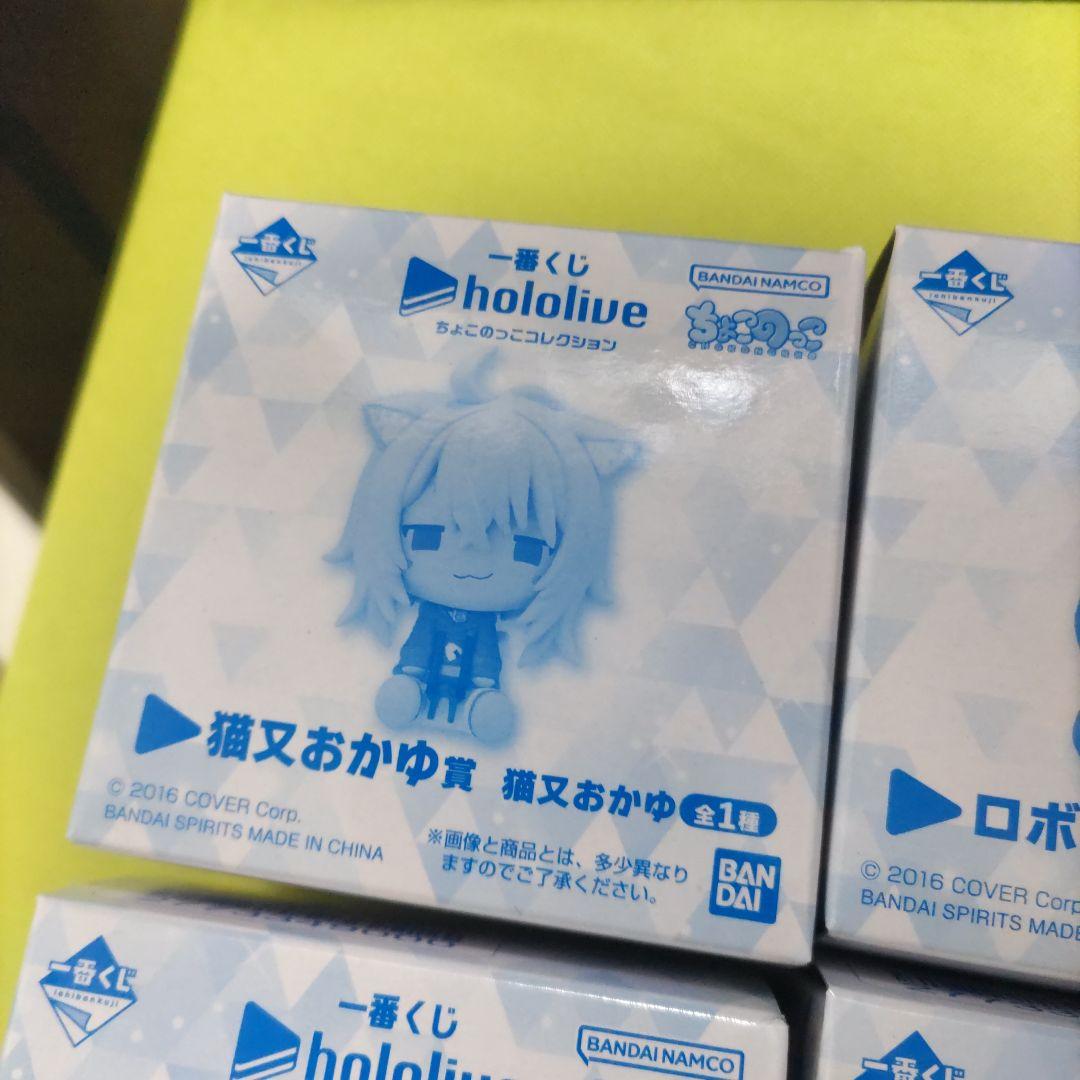 一番くじ
ichibankuji
一番くじ
hololive
ちょこのっこコレクション
BANDAI NAMCO
ちょこのっこ
猫又おかゆ賞 猫又おかゆ 全1種
© 2016 COVER Corp.
BANDAI SPIRITS MADE IN CHINA
※画像と商品とは、多少異なり
ますのでご了承ください。
BAN
DAI
一番くじ
ichibankuji
ロボ
© 2016 COVER Corp
BANDAI SPIRITS MADE
一番くじ
ichibankuji
一番くじ
hololive
BANDAI NAMCO
一番くじ